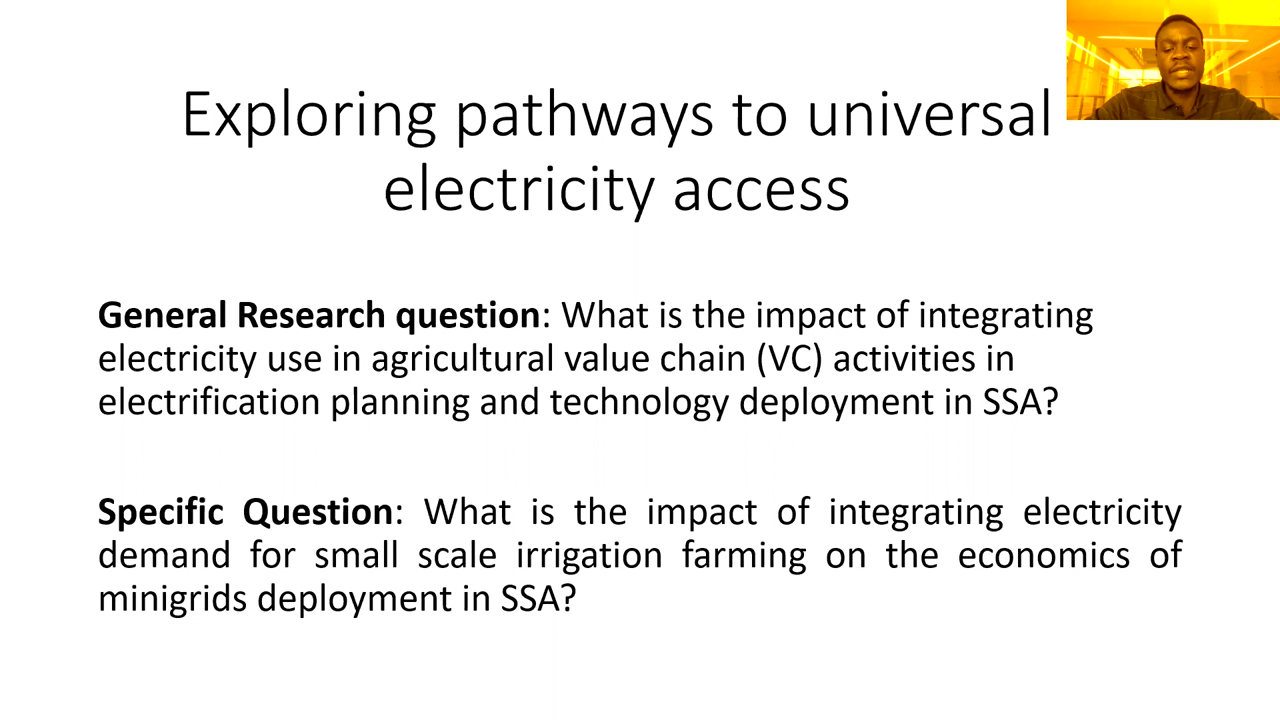 Exploring pathways to universal
electricity access
General Research question: What is the impact of integrating
electricity use in agricultural value chain (VC) activities in
electrification planning and technology deployment in SSA?
Specific Question: What is the impact of integrating electricity
demand for small scale irrigation farming on the economics of
minigrids deployment in SSA?